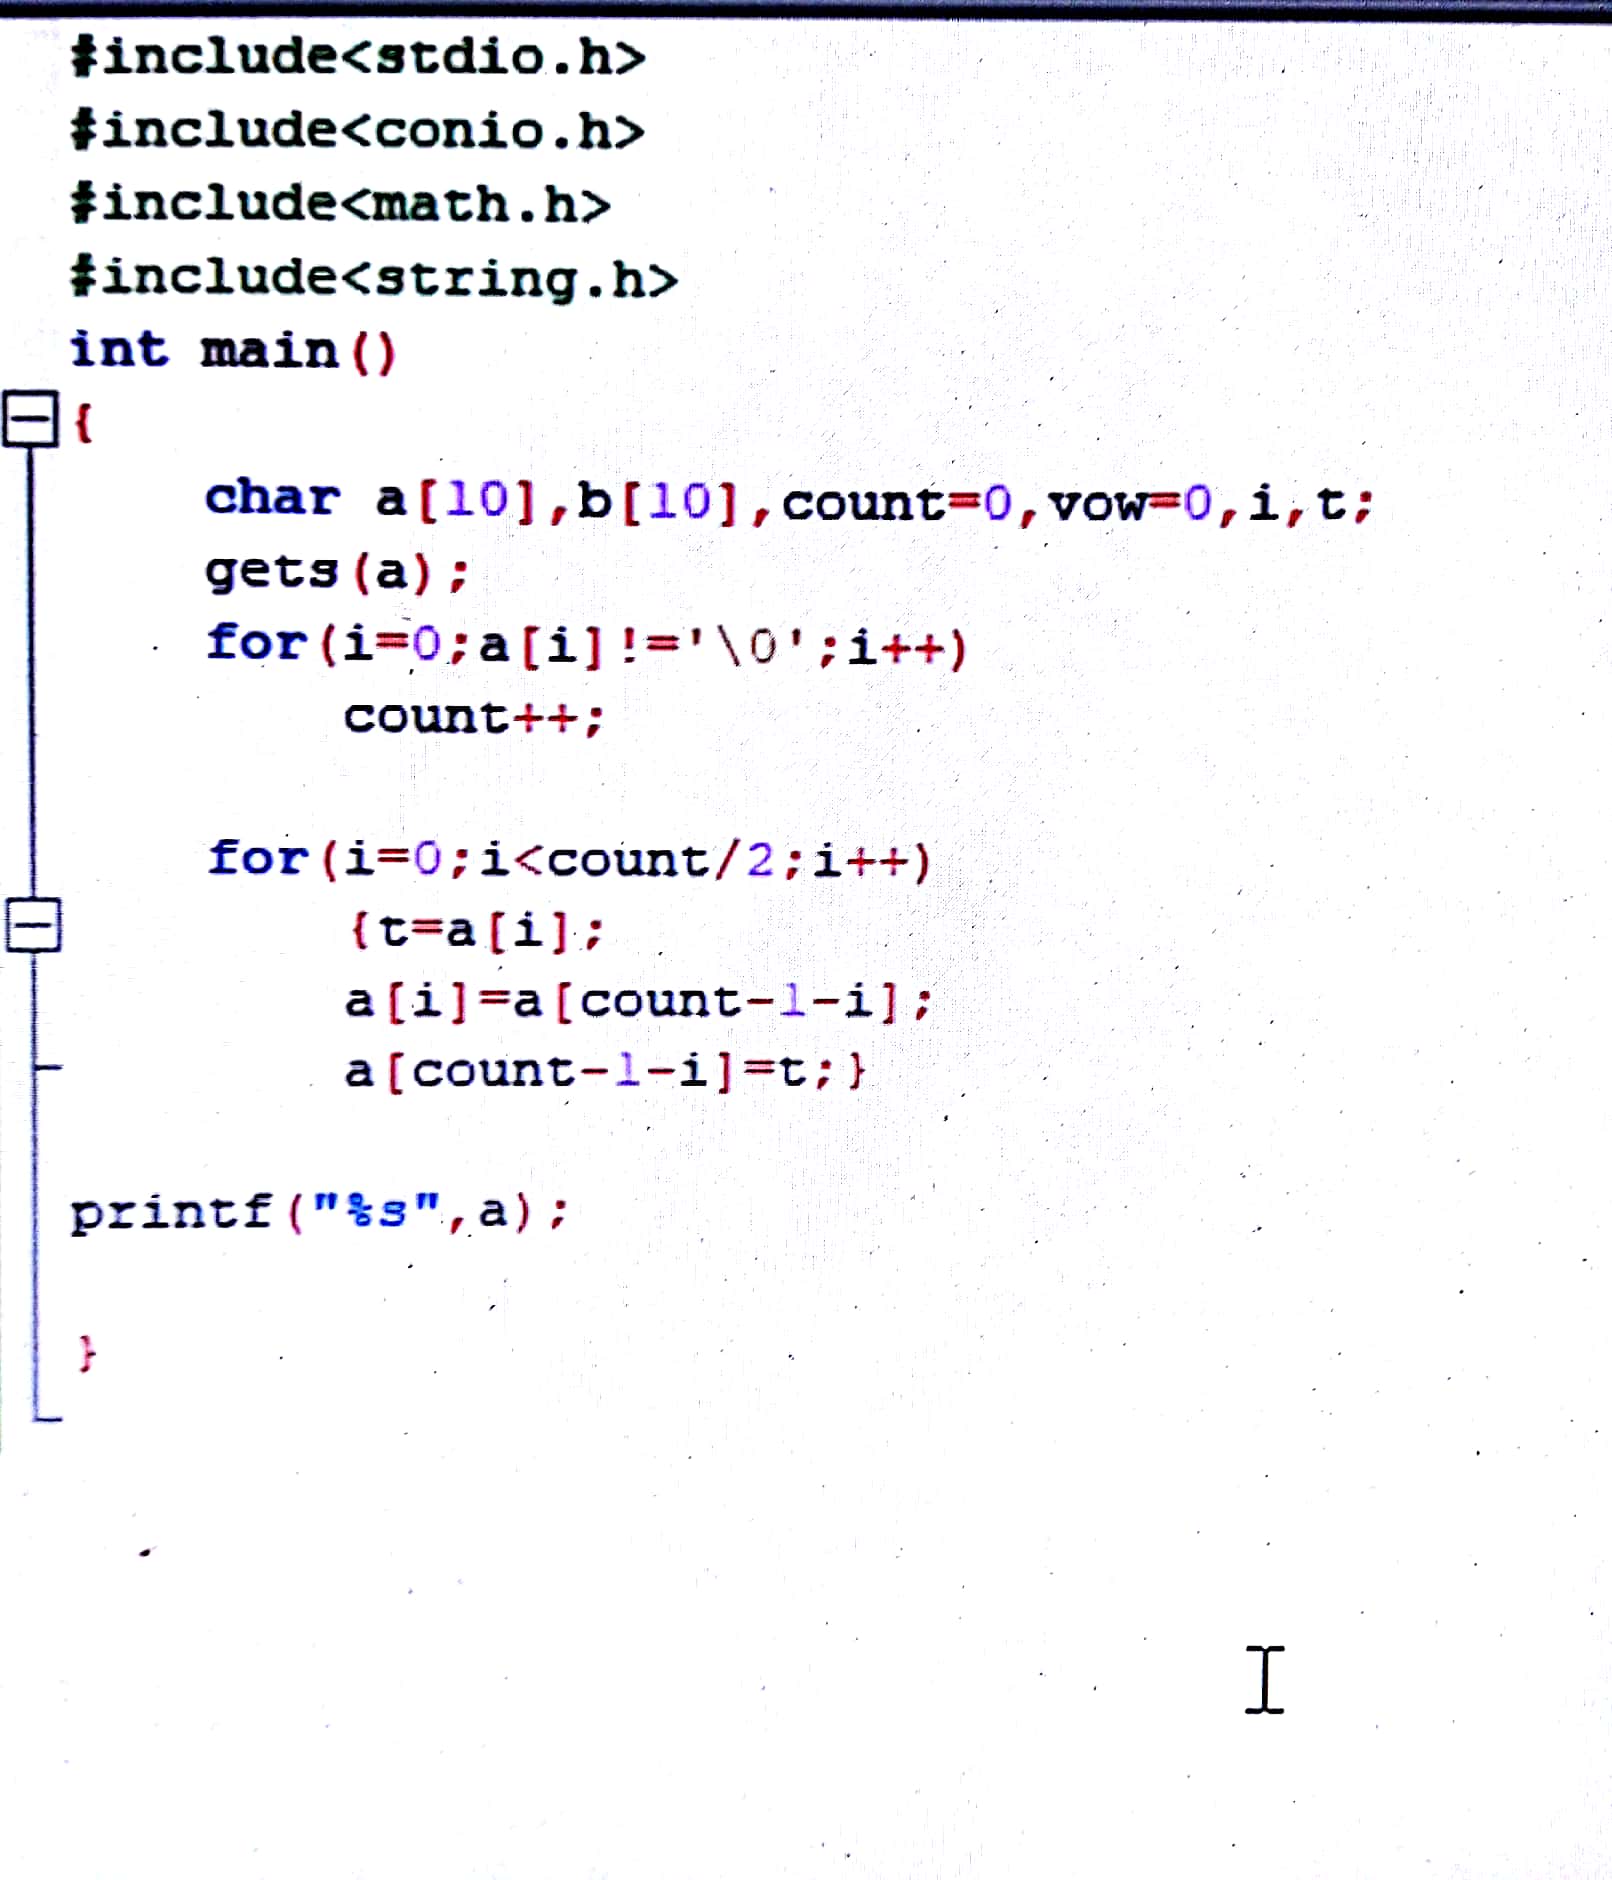 #include<stdio.h>
#include<conio.h>
#include<math.h>
#include<string.h>
int main()
{
char a[10],b[10],count=0,vow=0,i,t;
gets(a);
for(i=0;a[i]!='\0';i++)
count++;
for(i=0;i<count/2;i++)
{t=a[i];
a[i]=a[count-1-i];
a[count-1-i]=t;}
printf("%s",a);
}